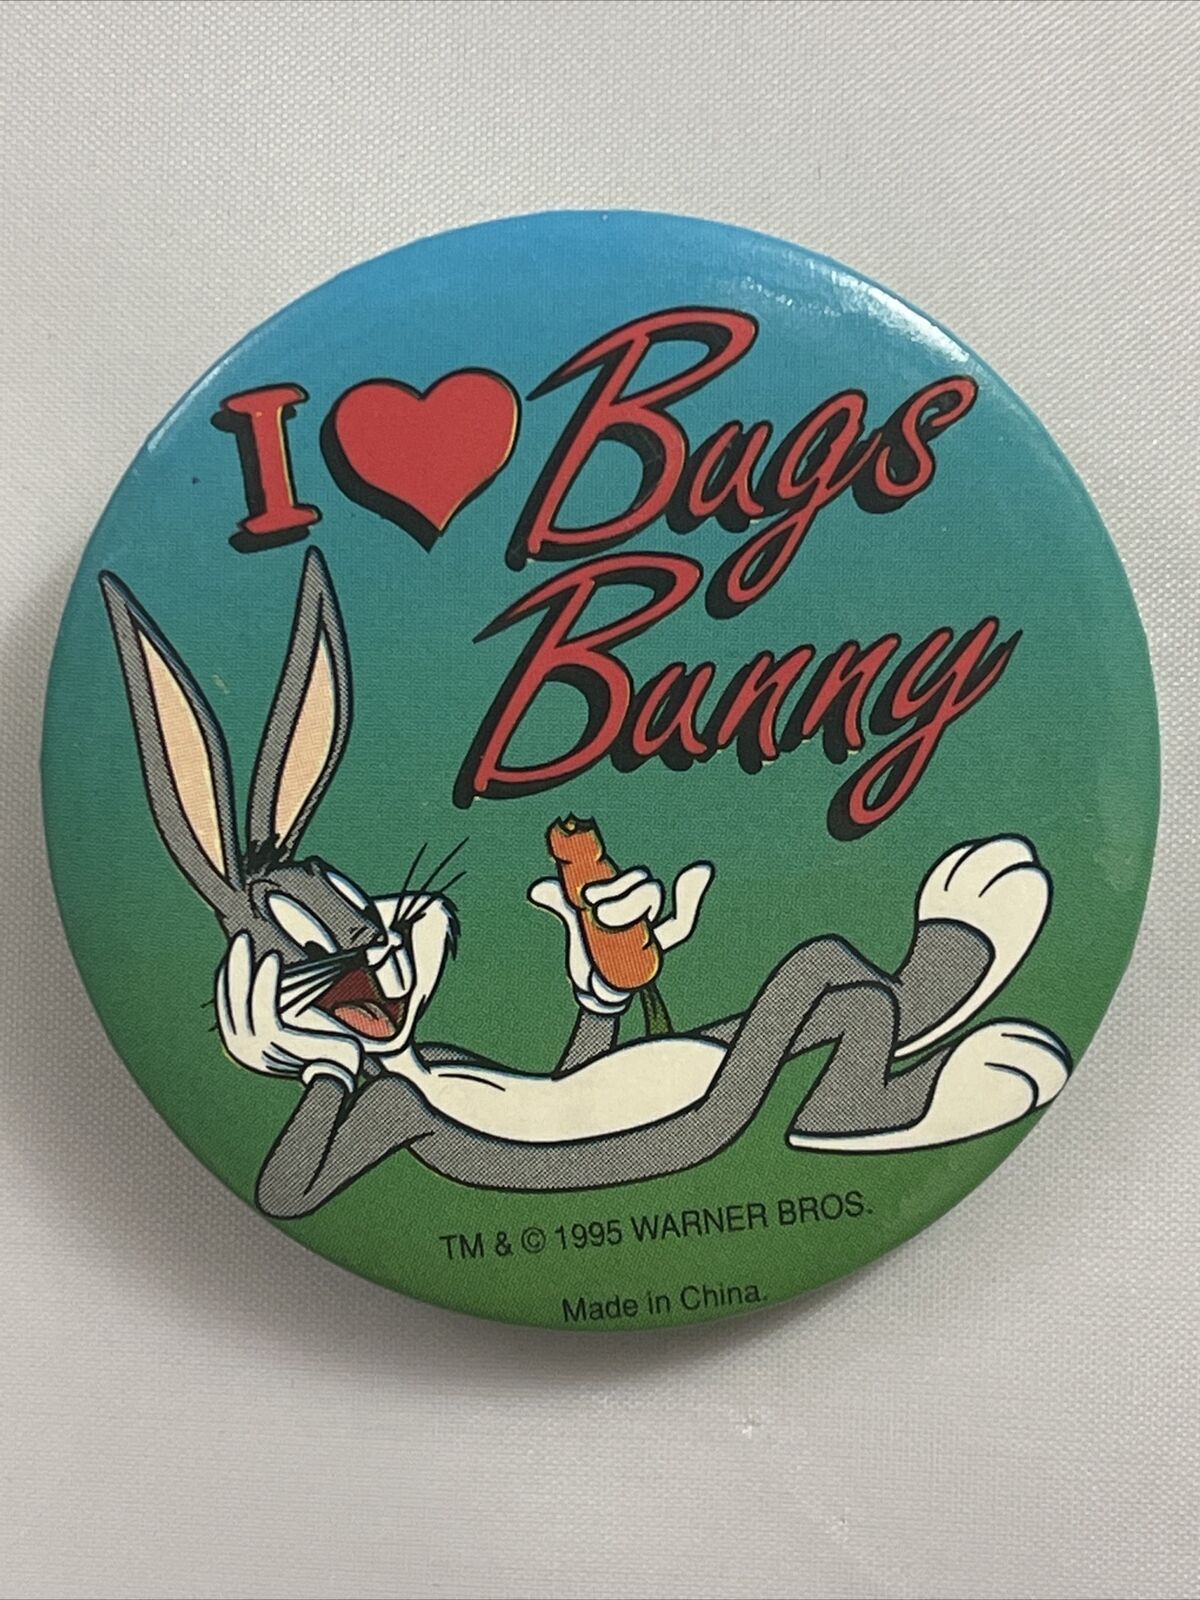 I ♥ Bugs
Bunny
TM & © 1995 WARNER BROS.
Made in China.